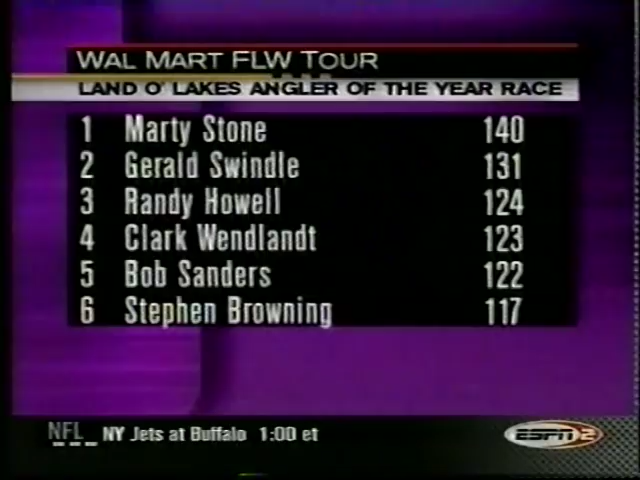 WAL MART FLW TOUR
LAND O' LAKES ANGLER OF THE YEAR RACE
1 Marty Stone 140
2 Gerald Swindle 131
3 Randy Howell 124
4 Clark Wendlandt 123
5 Bob Sanders 122
6 Stephen Browning 117
NFL NY Jets at Buffalo 1:00 et
ESPN 2